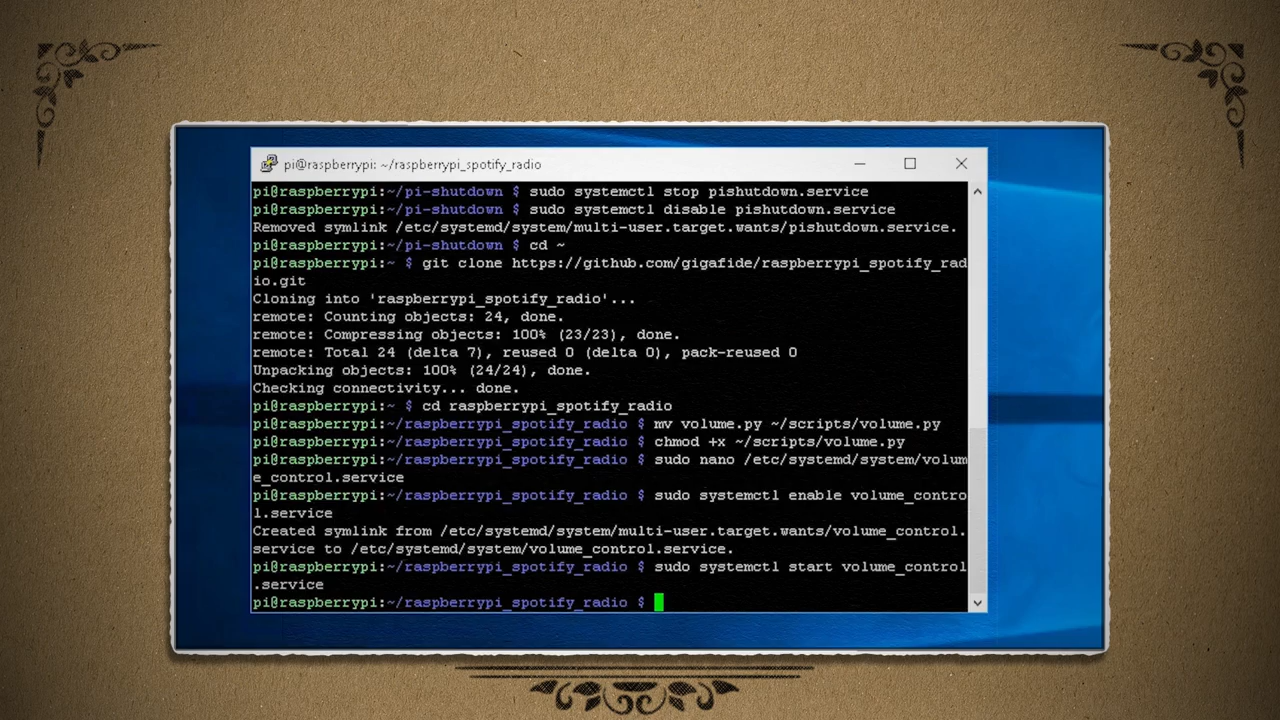 pi@raspberrypi: ~/raspberrypi_spotify_radio
pi@raspberrypi:~/pi-shutdown $ sudo systemctl stop pishutdown.service
pi@raspberrypi:~/pi-shutdown $ sudo systemctl disable pishutdown.service
Removed symlink /etc/systemd/system/multi-user.target.wants/pishutdown.service.
pi@raspberrypi:~/pi-shutdown $ cd ~
pi@raspberrypi:~ $ git clone https://github.com/gigafide/raspberrypi_spotify_rad
io.git
Cloning into 'raspberrypi_spotify_radio'...
remote: Counting objects: 24, done.
remote: Compressing objects: 100% (23/23), done.
remote: Total 24 (delta 7), reused 0 (delta 0), pack-reused 0
Unpacking objects: 100% (24/24), done.
Checking connectivity... done.
pi@raspberrypi:~ $ cd raspberrypi_spotify_radio
pi@raspberrypi:~/raspberrypi_spotify_radio $ mv volume.py ~/scripts/volume.py
pi@raspberrypi:~/raspberrypi_spotify_radio $ chmod +x ~/scripts/volume.py
pi@raspberrypi:~/raspberrypi_spotify_radio $ sudo nano /etc/systemd/system/volum
e_control.service
pi@raspberrypi:~/raspberrypi_spotify_radio $ sudo systemctl enable volume_contro
l.service
Created symlink from /etc/systemd/system/multi-user.target.wants/volume_control.
service to /etc/systemd/system/volume_control.service.
pi@raspberrypi:~/raspberrypi_spotify_radio $ sudo systemctl start volume_control
.service
pi@raspberrypi:~/raspberrypi_spotify_radio $